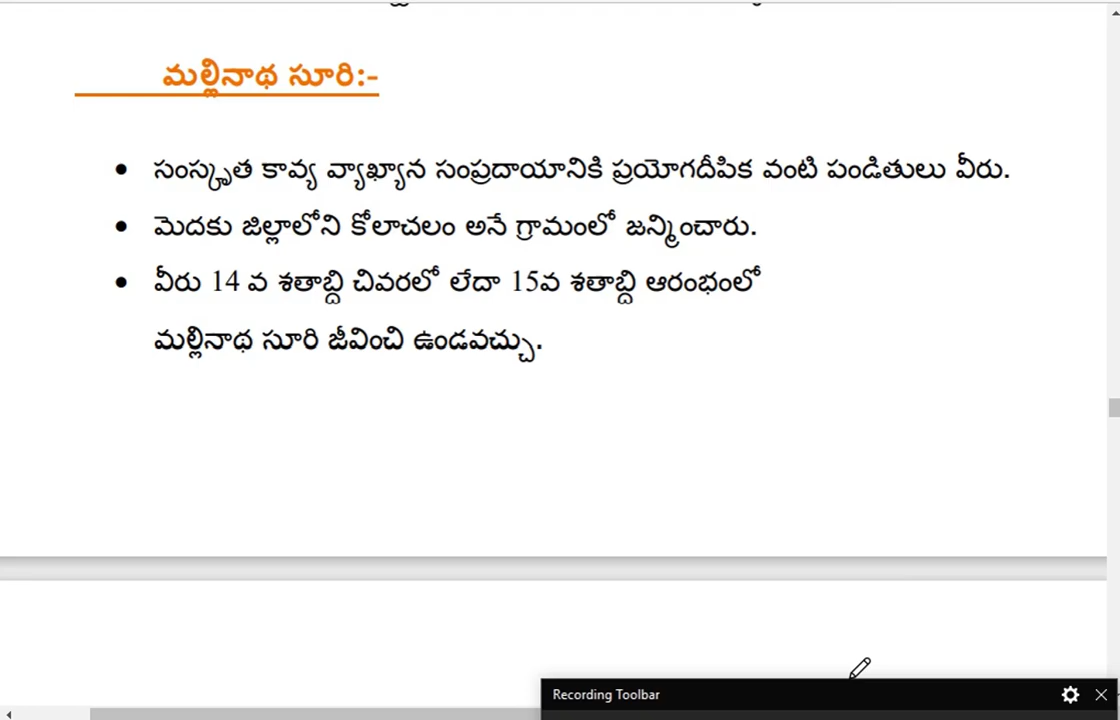 మల్లినాథ సూరి:-
• సంస్కృత కావ్య వ్యాఖ్యాన సంప్రదాయానికి ప్రయోగదీపిక వంటి పండితులు వీరు.
• మెదకు జిల్లాలోని కోలాచలం అనే గ్రామంలో జన్మించారు.
• వీరు 14 వ శతాబ్ది చివరలో లేదా 15వ శతాబ్ది ఆరంభంలో
మల్లినాథ సూరి జీవించి ఉండవచ్చు.
Recording Toolbar